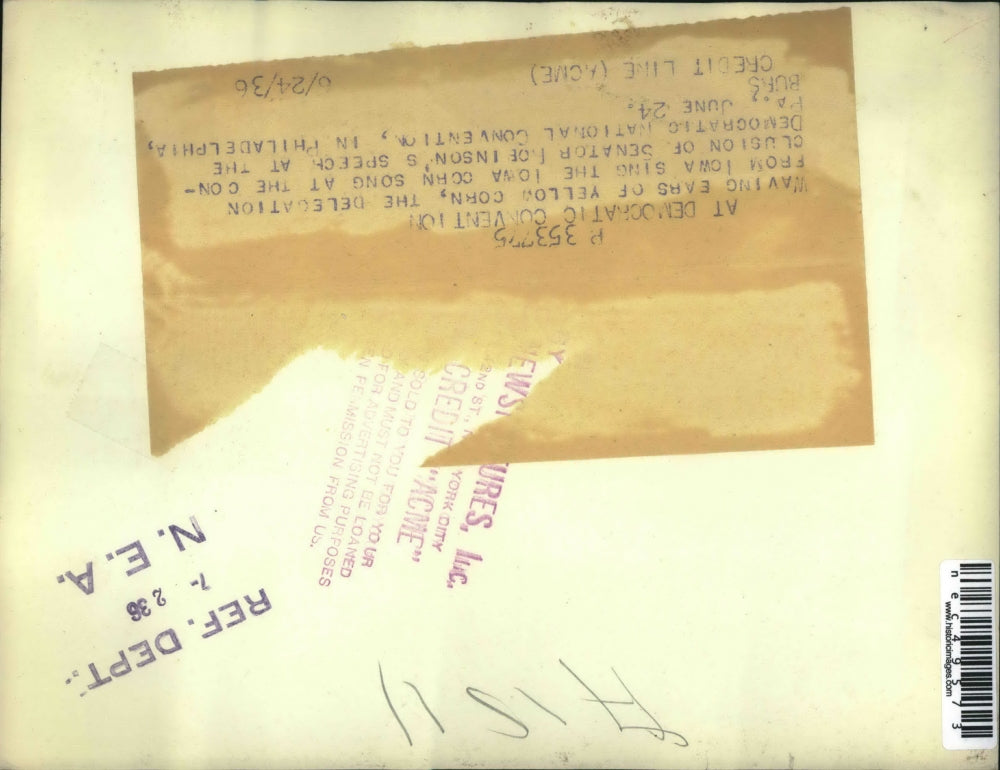 P 353775
AT DEMOCRATIC CONVENTION
WAVING EARS OF YELLOW CORN, THE DELEGATION
FROM IOWA SING THE IOWA CORN SONG AT THE CON-
CLUSION OF SENATOR ROBINSON'S SPEECH AT THE
DEMOCRATIC NATIONAL CONVENTION, IN PHILADELPHIA,
PA., JUNE 24.
BURS
CREDIT LINE (ACME) 6/24/36
URES, Inc.
YORK CITY
CREDIT "ACME"
SOLD TO YOU FOR YOUR
AND MUST NOT BE LOANED
FOR ADVERTISING PURPOSES
MISSION FROM US.
REF. DEPT.
7- 2 36
N. E. A.
nec49573
www.historicimages.com